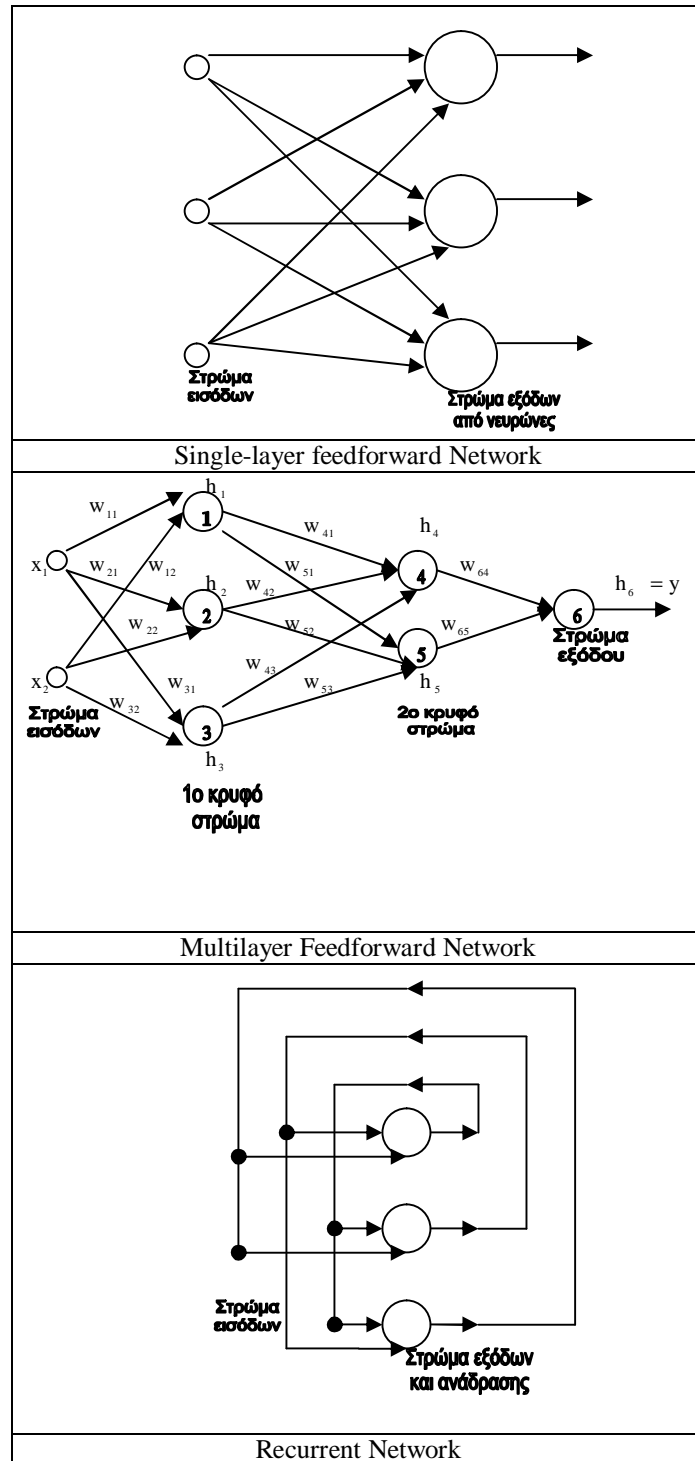 Στρώμα
εισόδων
Στρώμα εξόδων
από νευρώνες
Single-layer feedforward Network
h₁
w₁₁
1
w₄₁
h₄
x₁
w₂₁
w₁₂
h₂
w₅₁
4
w₆₄
2
w₄₂
h₆ = y
w₂₂
w₅₂
6
w₆₅
Στρώμα
εξόδου
x₂
w₃₁
w₄₃
5
w₅₃
h₅
Στρώμα
εισόδων
w₃₂
3
2ο κρυφό
στρώμα
h₃
1ο κρυφό
στρώμα
Multilayer Feedforward Network
Στρώμα
εισόδων
Στρώμα εξόδων
και ανάδρασης
Recurrent Network